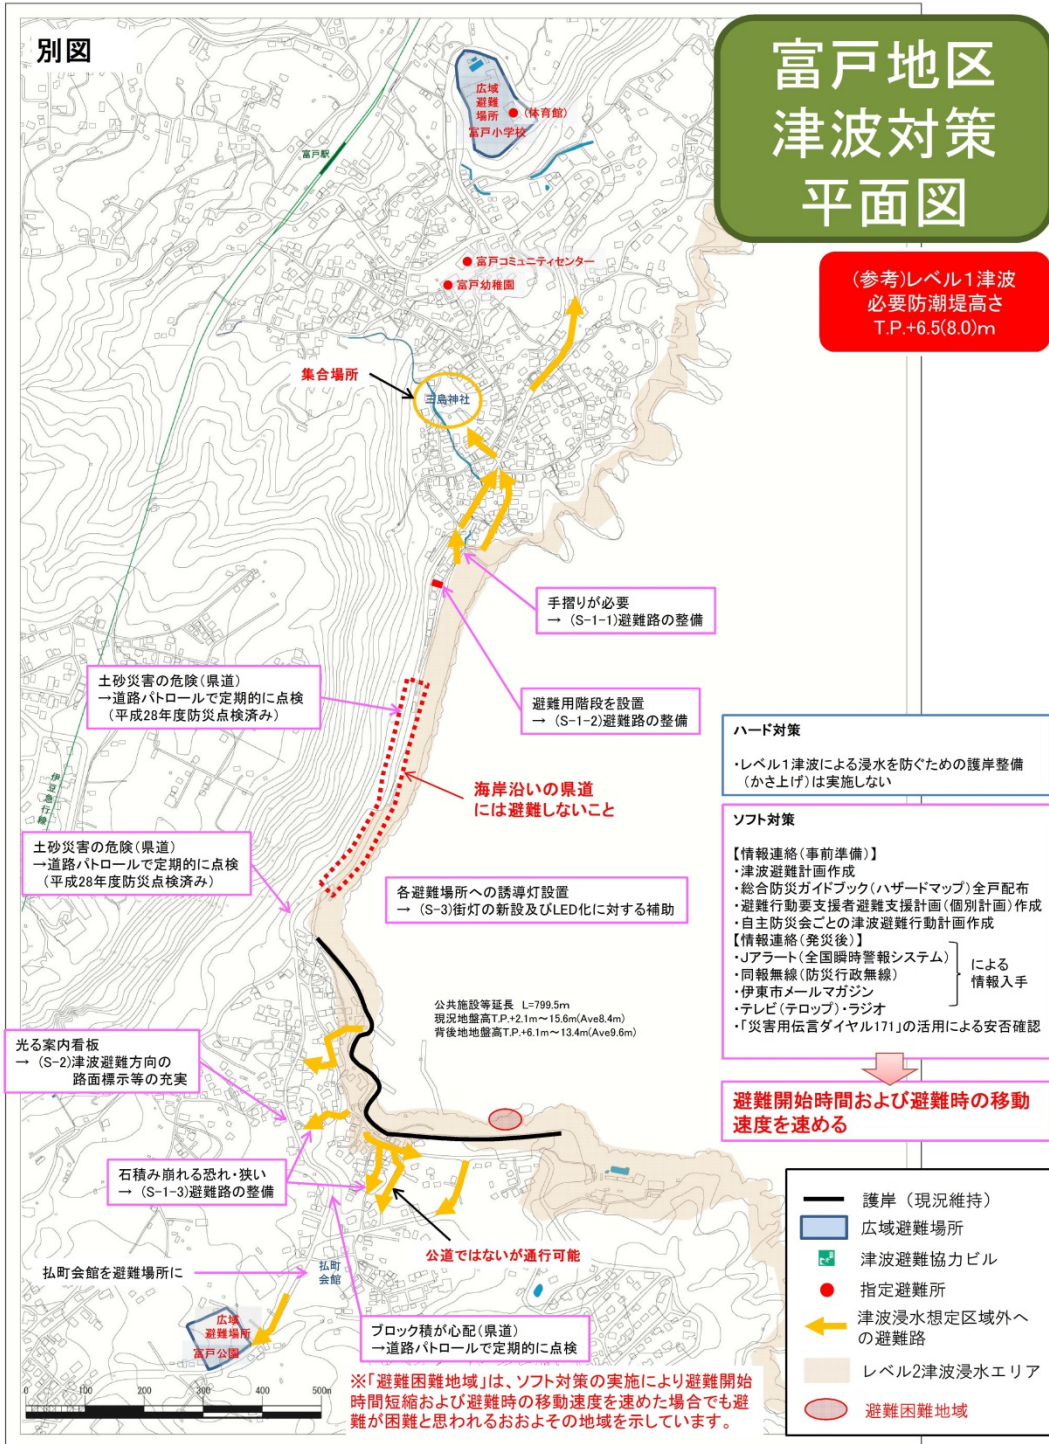 別図
富戸地区
津波対策
平面図
(参考)レベル1津波
必要防潮堤高さ
T.P.+6.5(8.0)m
広域
避難
場所
(体育館)
富戸小学校
富戸駅
富戸コミュニティセンター
富戸幼稚園
集合場所
三島神社
手摺りが必要
→ (S-1-1)避難路の整備
土砂災害の危険(県道)
→道路パトロールで定期的に点検
(平成28年度防災点検済み)
避難用階段を設置
→ (S-1-2)避難路の整備
伊豆急行線
海岸沿いの県道
には避難しないこと
土砂災害の危険(県道)
→道路パトロールで定期的に点検
(平成28年度防災点検済み)
各避難場所への誘導灯設置
→ (S-3)街灯の新設及びLED化に対する補助
ハード対策
・レベル1津波による浸水を防ぐための護岸整備
(かさ上げ)は実施しない
ソフト対策
【情報連絡(事前準備)】
・津波避難計画作成
・総合防災ガイドブック(ハザードマップ)全戸配布
・避難行動要支援者避難支援計画(個別計画)作成
・自主防災会ごとの津波避難行動計画作成
【情報連絡(発災後)】
・Jアラート(全国瞬時警報システム)
・同報無線(防災行政無線)
・伊東市メールマガジン
・テレビ(テロップ)・ラジオ
による
情報入手
・「災害用伝言ダイヤル171」の活用による安否確認
避難開始時間および避難時の移動
速度を速める
公共施設等延長 L=799.5m
現況地盤高T.P.+2.1m~15.6m(Ave8.4m)
背後地地盤高T.P.+6.1m~13.4m(Ave9.6m)
光る案内看板
→ (S-2)津波避難方向の
路面標示等の充実
石積み崩れる恐れ・狭い
→ (S-1-3)避難路の整備
公道ではないが通行可能
払町会館を避難場所に
払町
会館
広域
避難場所
富戸公園
ブロック積が心配(県道)
→道路パトロールで定期的に点検
0 100 200 300 400 500m
※「避難困難地域」は、ソフト対策の実施により避難開始
時間短縮および避難時の移動速度を速めた場合でも避
難が困難と思われるおおよその地域を示しています。
護岸（現況維持）
広域避難場所
津波避難協力ビル
指定避難所
津波浸水想定区域外へ
の避難路
レベル2津波浸水エリア
避難困難地域